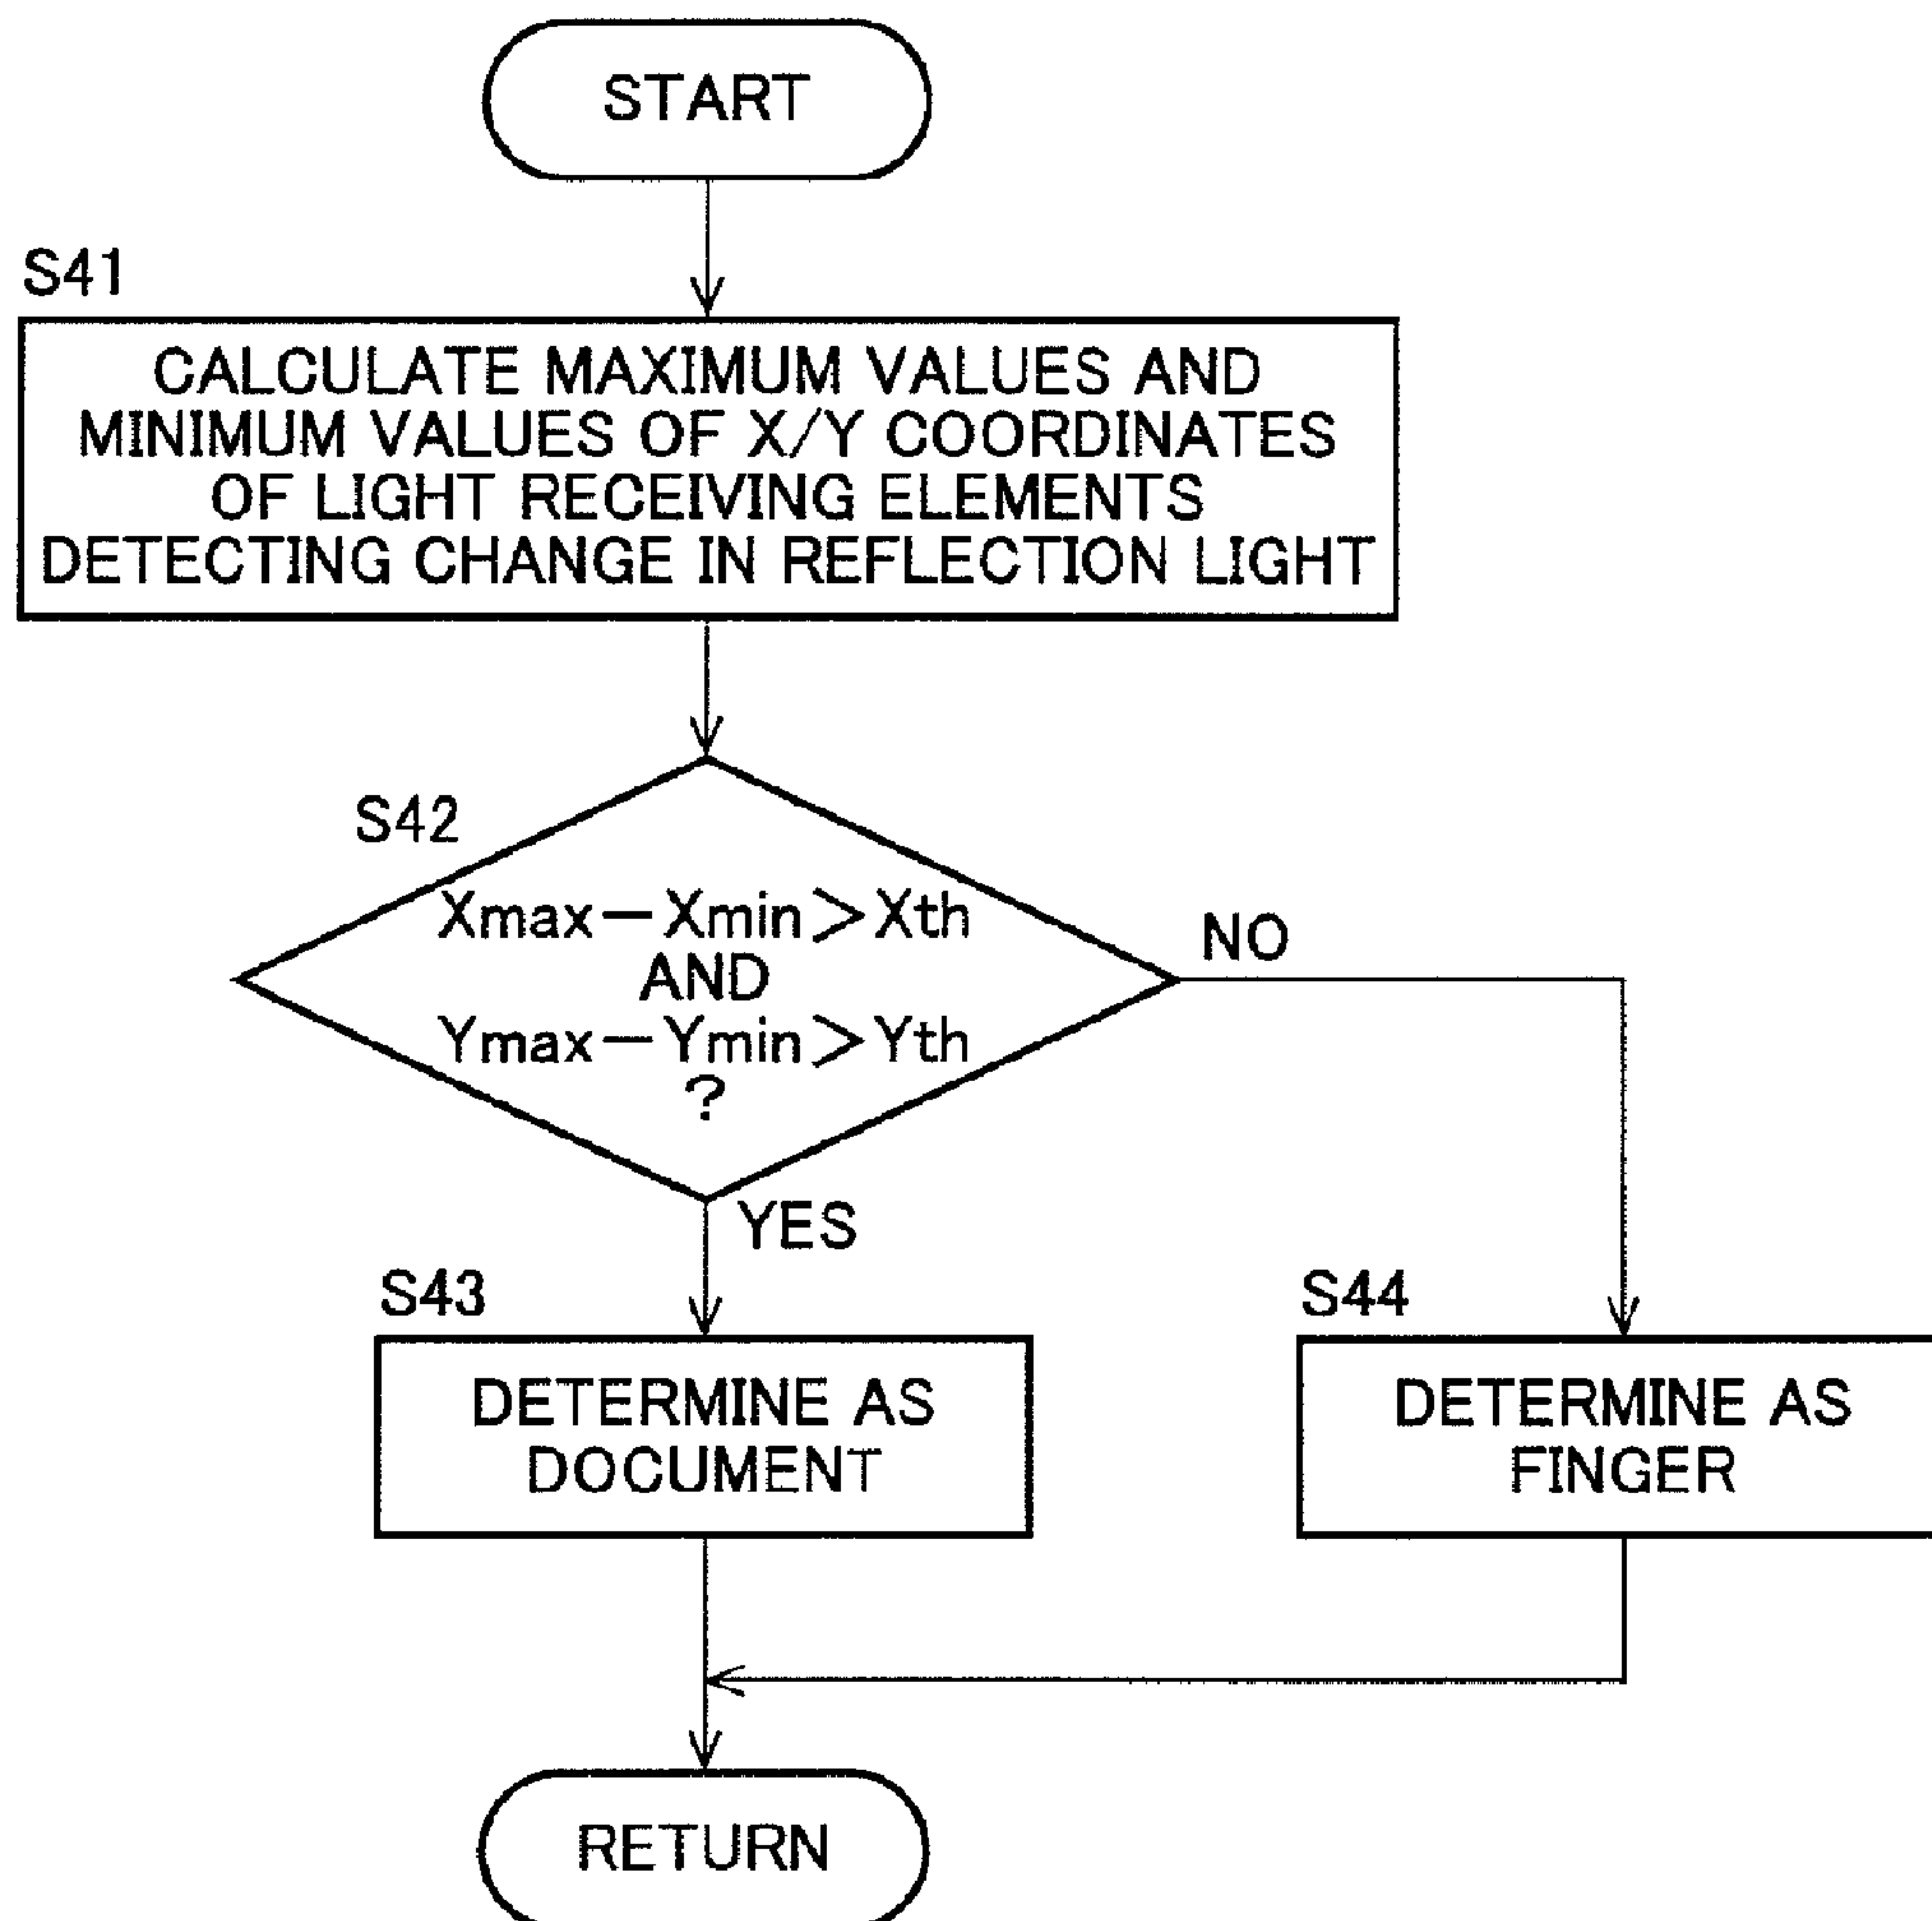 START
S41
CALCULATE MAXIMUM VALUES AND
MINIMUM VALUES OF X/Y COORDINATES
OF LIGHT RECEIVING ELEMENTS
DETECTING CHANGE IN REFLECTION LIGHT
S42
Xmax－Xmin＞Xth
AND
Ymax－Ymin＞Yth
?
NO
YES
S43
DETERMINE AS
DOCUMENT
S44
DETERMINE AS
FINGER
RETURN